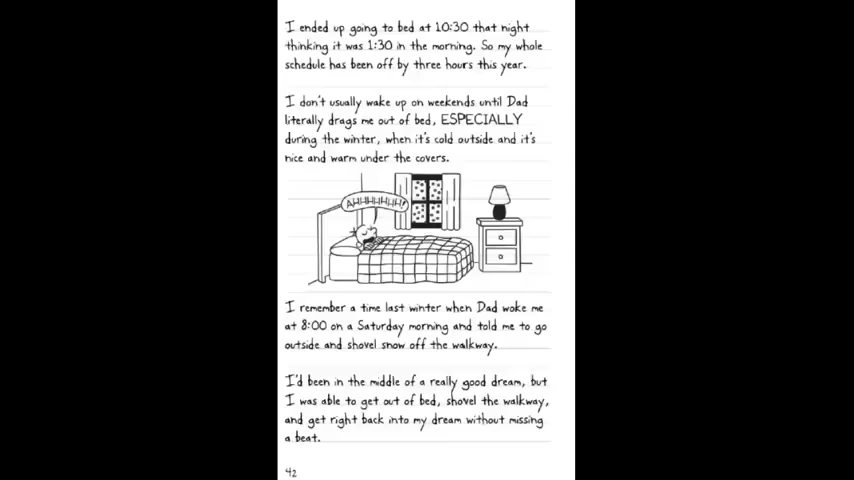 I ended up going to bed at 10:30 that night
thinking it was 1:30 in the morning. So my whole
schedule has been off by three hours this year.
I don't usually wake up on weekends until Dad
literally drags me out of bed, ESPECIALLY
during the winter, when it's cold outside and it's
nice and warm under the covers.
AHHHHHH!
I remember a time last winter when Dad woke me
at 8:00 on a Saturday morning and told me to go
outside and shovel snow off the walkway.
I'd been in the middle of a really good dream, but
I was able to get out of bed, shovel the walkway,
and get right back into my dream without missing
a beat.
42